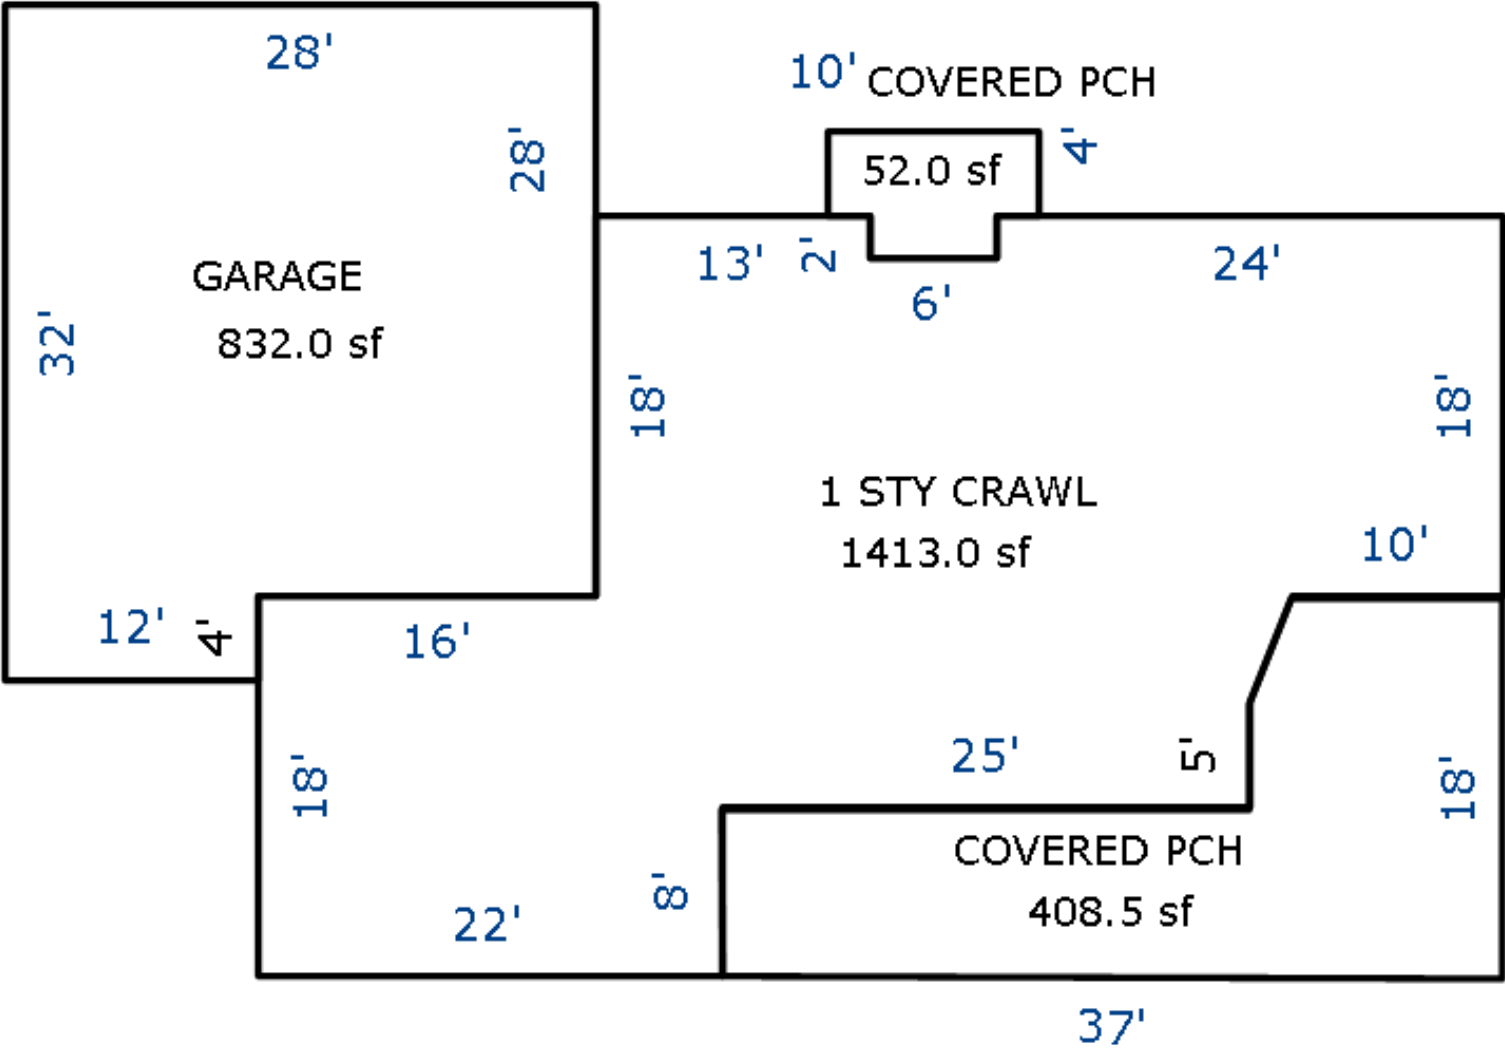 28'
10' COVERED PCH
28'
4'
52.0 sf
13'
2'
24'
GARAGE
6'
832.0 sf
32'
18'
18'
1 STY CRAWL
1413.0 sf
10'
12'
4'
16'
25'
5'
18'
18'
COVERED PCH
8'
408.5 sf
22'
37'